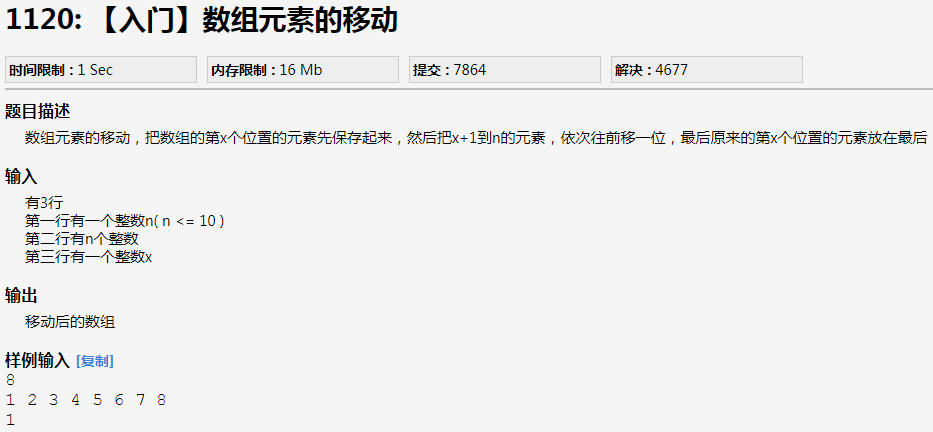 1120: 【入门】数组元素的移动
时间限制 : 1 Sec 内存限制 : 16 Mb 提交 : 7864 解决 : 4677
题目描述
数组元素的移动，把数组的第x个位置的元素先保存起来，然后把x+1到n的元素，依次往前移一位，最后原来的第x个位置的元素放在最后
输入
有3行
第一行有一个整数n( n <= 10 )
第二行有n个整数
第三行有一个整数x
输出
移动后的数组
样例输入 [复制]
8
1 2 3 4 5 6 7 8
1